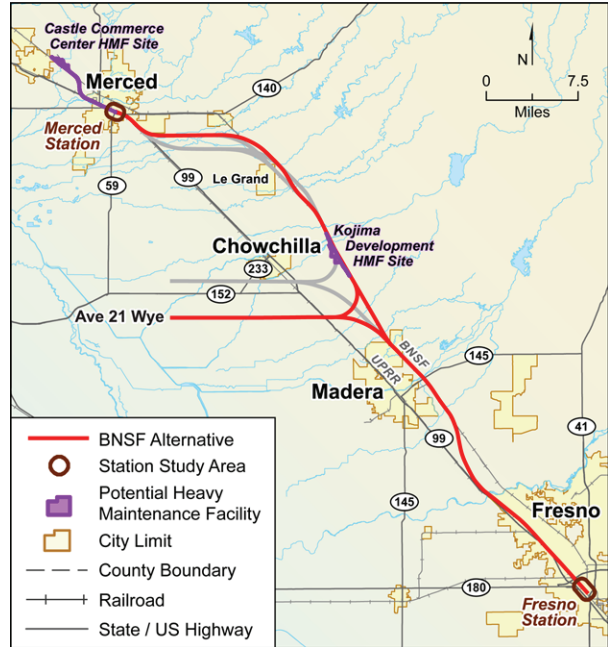 Castle Commerce
Center HMF Site
Merced
N
0
7.5
Miles
140
Merced
Station
59
99
Le Grand
Kojima
Development
HMF Site
Chowchilla
233
152
Ave 21 Wye
BNSF
UPRR
145
Madera
99
41
145
Fresno
180
Fresno
Station
BNSF Alternative
Station Study Area
Potential Heavy
Maintenance Facility
City Limit
County Boundary
Railroad
State / US Highway